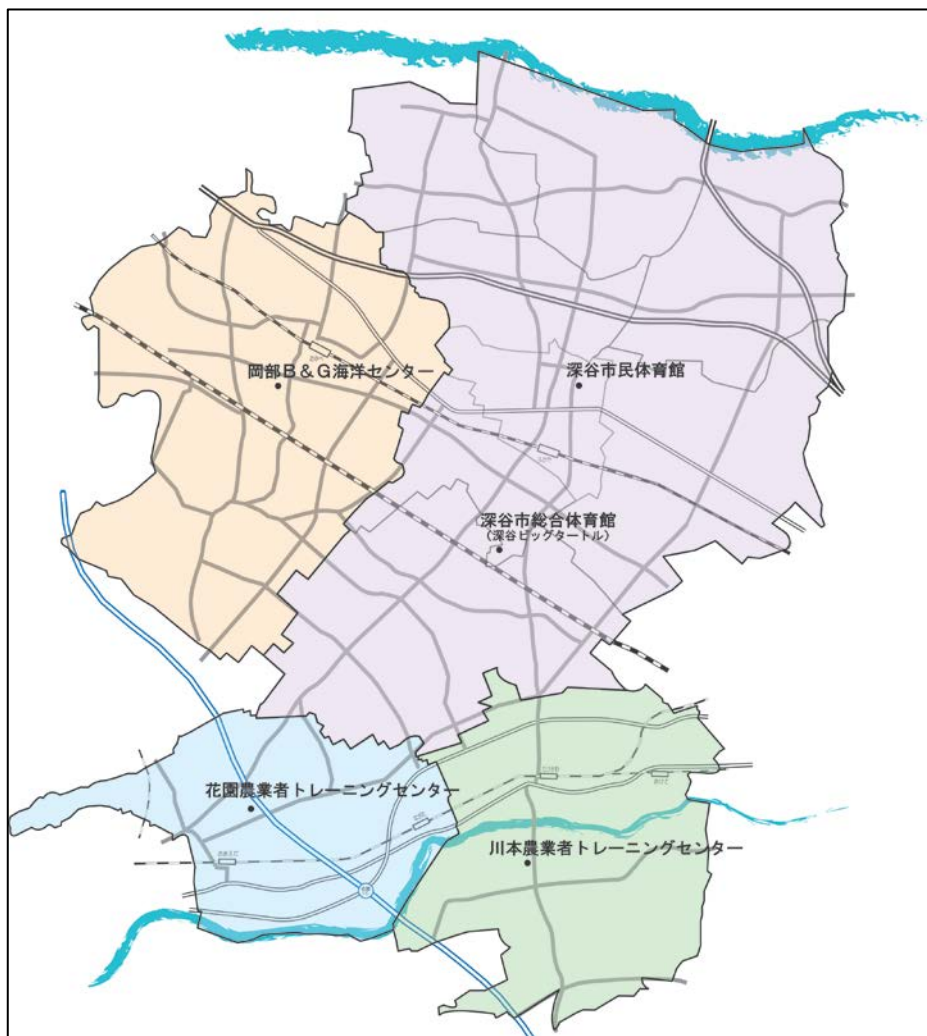 岡部Ｂ＆Ｇ海洋センター
深谷市民体育館
深谷市総合体育館
（深谷ビッグタートル）
花園農業者トレーニングセンター
川本農業者トレーニングセンター